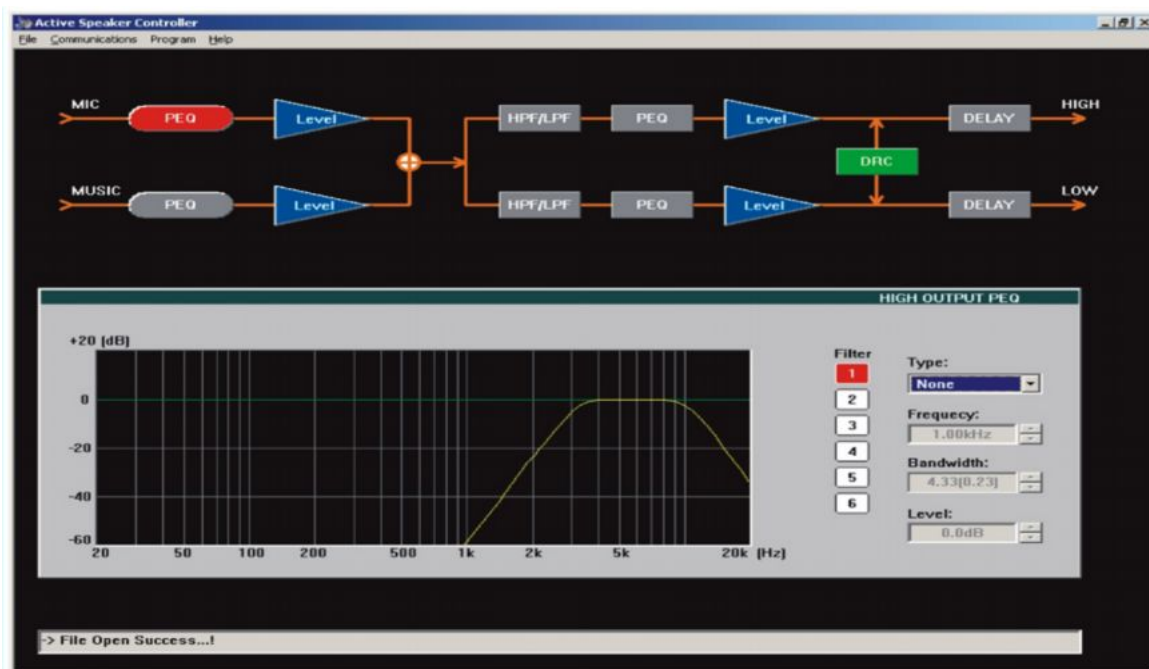 Active Speaker Controller
File Communications Program Help
MIC
PEQ Level HPF/LPF PEQ Level DELAY HIGH
DRC
MUSIC
PEQ Level HPF/LPF PEQ Level DELAY LOW
HIGH OUTPUT PEQ
+20 (dB)
0
-20
-40
-60
20 50 100 200 500 1k 2k 5k 20k (Hz)
Filter
1
2
3
4
5
6
Type:
None
Frequecy:
1.00kHz
Bandwidth:
4.33(0.23)
Level:
0.0dB
-> File Open Success...!